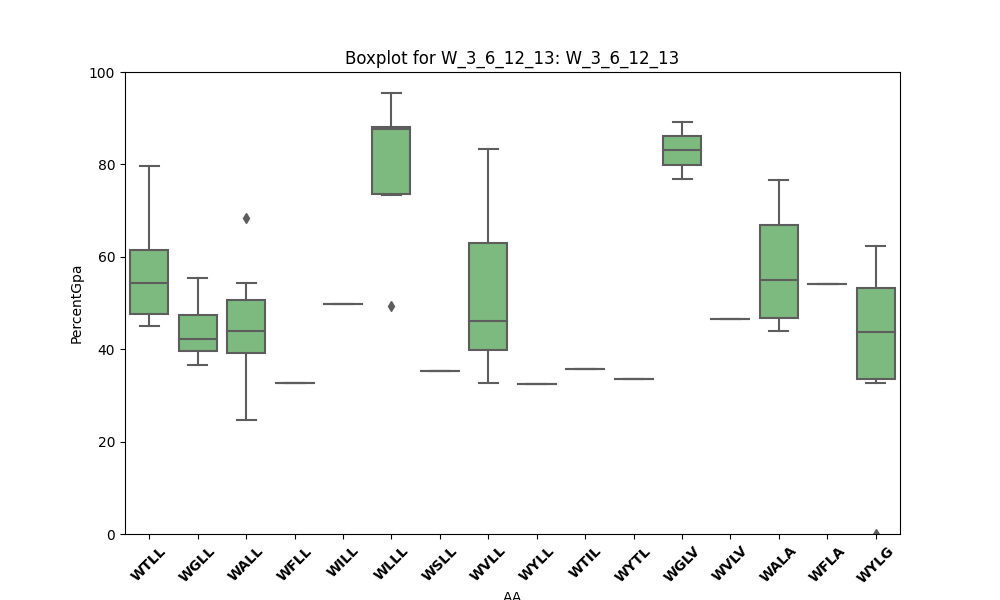 Boxplot for W_3_6_12_13: W_3_6_12_13
100
80
60
40
20
0
PercentGpa
WTLL WGLL WALL WFLL WILL WLLL WSLL WVLL WYLL WTIL WYTL WGLV WVLV WALA WFLA WYLG
AA